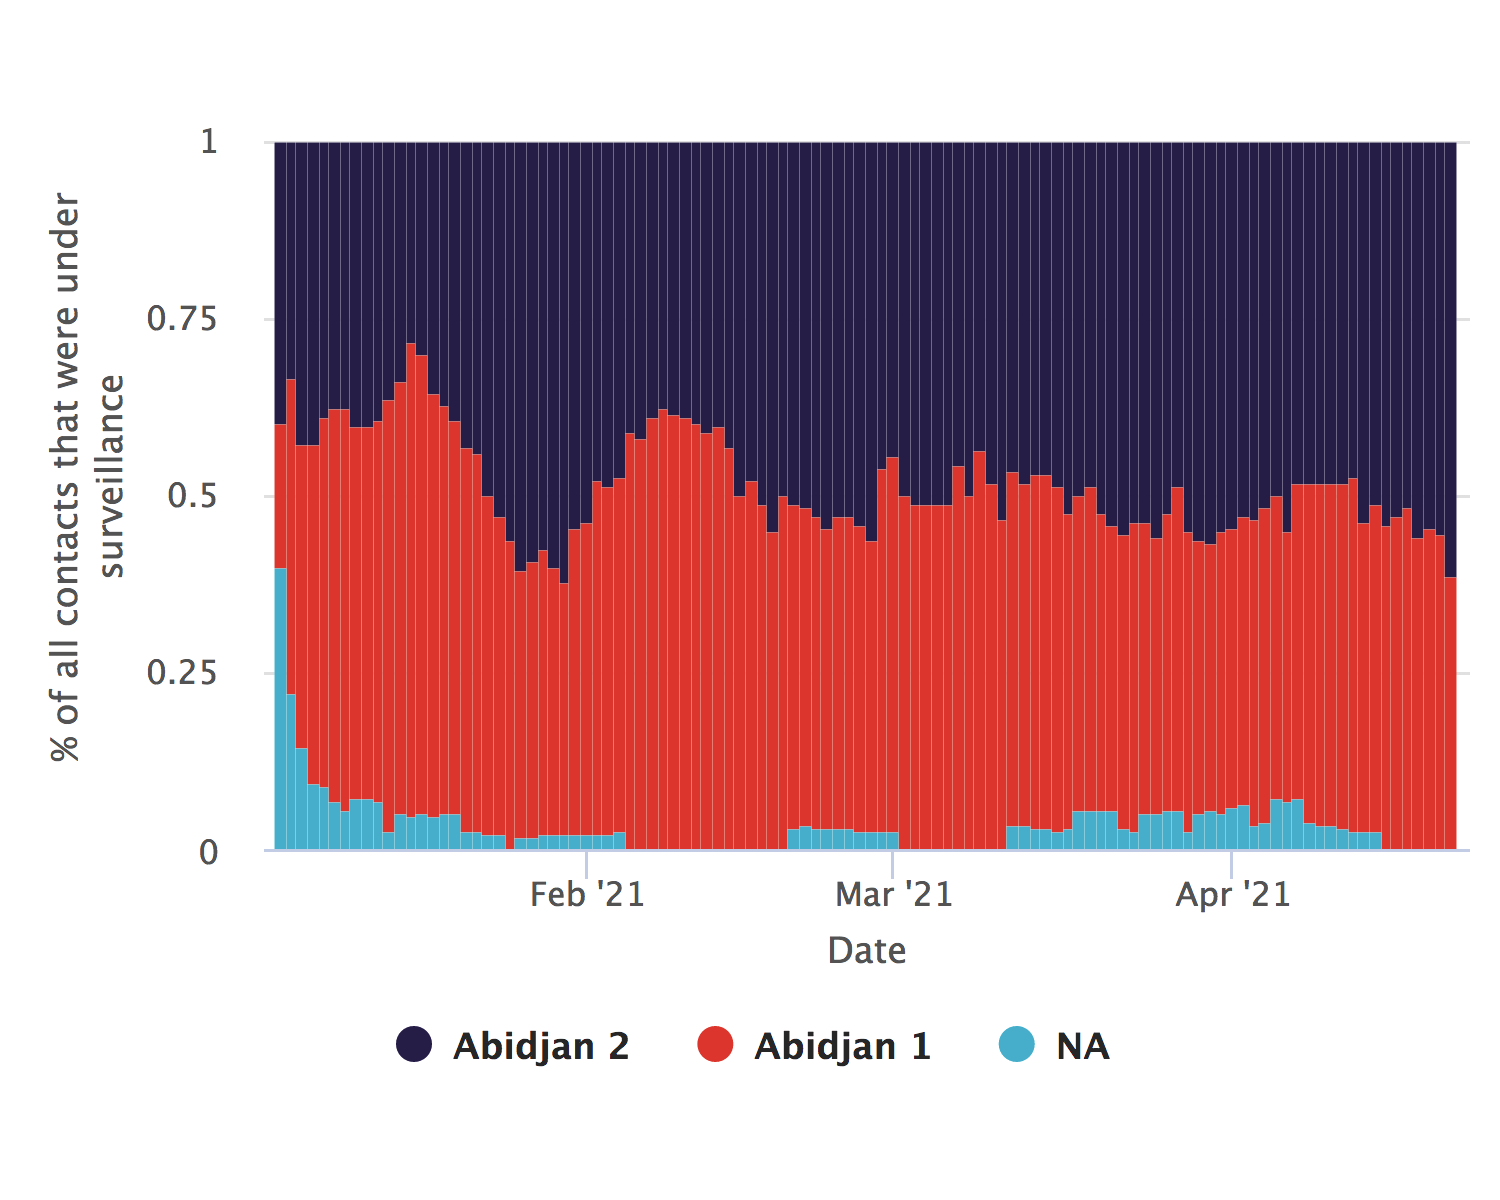 % of all contacts that were under
surveillance
1
0.75
0.5
0.25
0
Feb '21
Mar '21
Apr '21
Date
Abidjan 2
Abidjan 1
NA